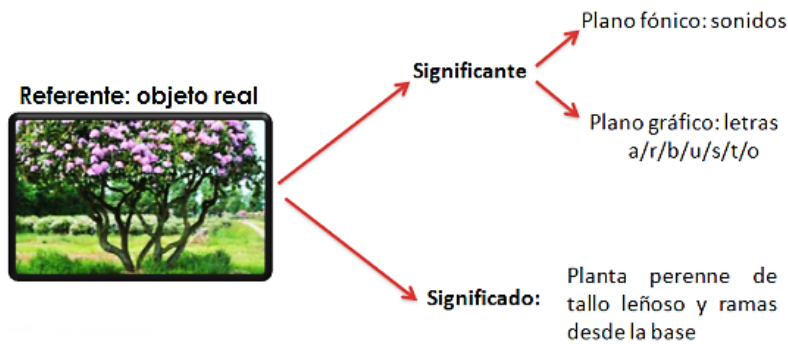 Plano fónico: sonidos
Significante
Referente: objeto real
Plano gráfico: letras
a/r/b/u/s/t/o
Significado:
Planta perenne de
tallo leñoso y ramas
desde la base